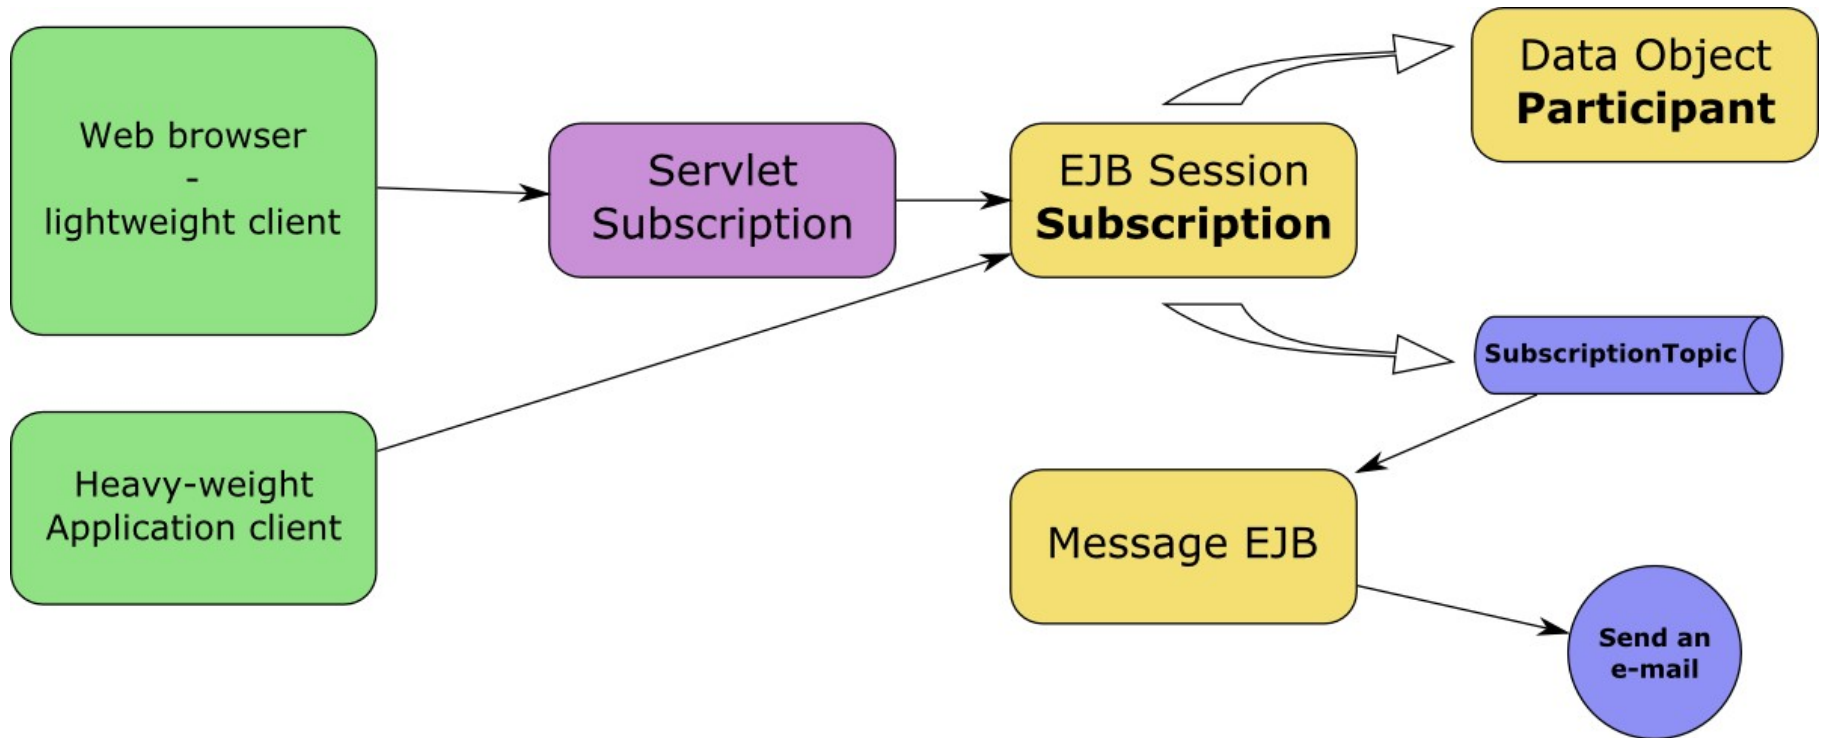 Web browser
-
lightweight client
Servlet
Subscription
EJB Session
Subscription
Data Object
Participant
SubscriptionTopic
Heavy-weight
Application client
Message EJB
Send an
e-mail